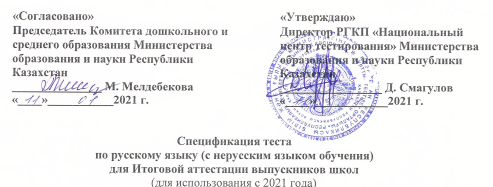 «Согласовано»
Председатель Комитета дошкольного и
среднего образования Министерства
образования и науки Республики
Казахстан
М. Мелдебекова
« 11 » 01 2021 г.
«Утверждаю»
Директор РГКП «Национальный
центр тестирования» Министерства
образования и науки Республики
Казахстан
Д. Смагулов
« » 2021 г.
Спецификация теста
по русскому языку (с нерусским языком обучения)
для Итоговой аттестации выпускников школ
(для использования с 2021 года)